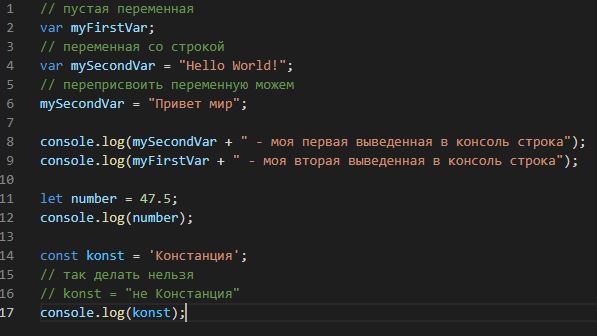 1 // пустая переменная
2 var myFirstVar;
3 // переменная со строкой
4 var mySecondVar = "Hello World!";
5 // переприсвоить переменную можем
6 mySecondVar = "Привет мир";
7
8 console.log(mySecondVar + " - моя первая выведенная в консоль строка");
9 console.log(myFirstVar + " - моя вторая выведенная в консоль строка");
10
11 let number = 47.5;
12 console.log(number);
13
14 const konst = 'Констанция';
15 // так делать нельзя
16 // konst = "не Констанция"
17 console.log(konst);